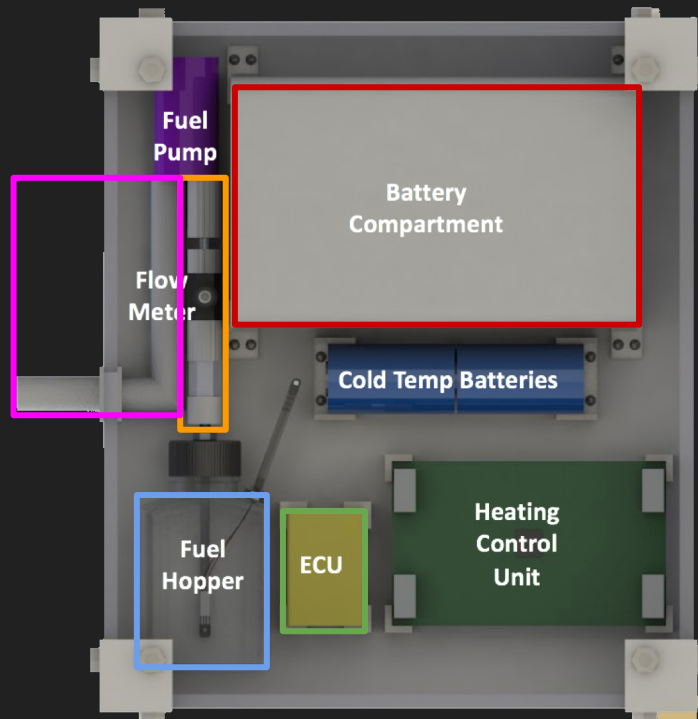 Fuel
Pump
Battery
Compartment
Flow
Meter
Cold Temp Batteries
Heating
Control
Unit
Fuel
Hopper
ECU